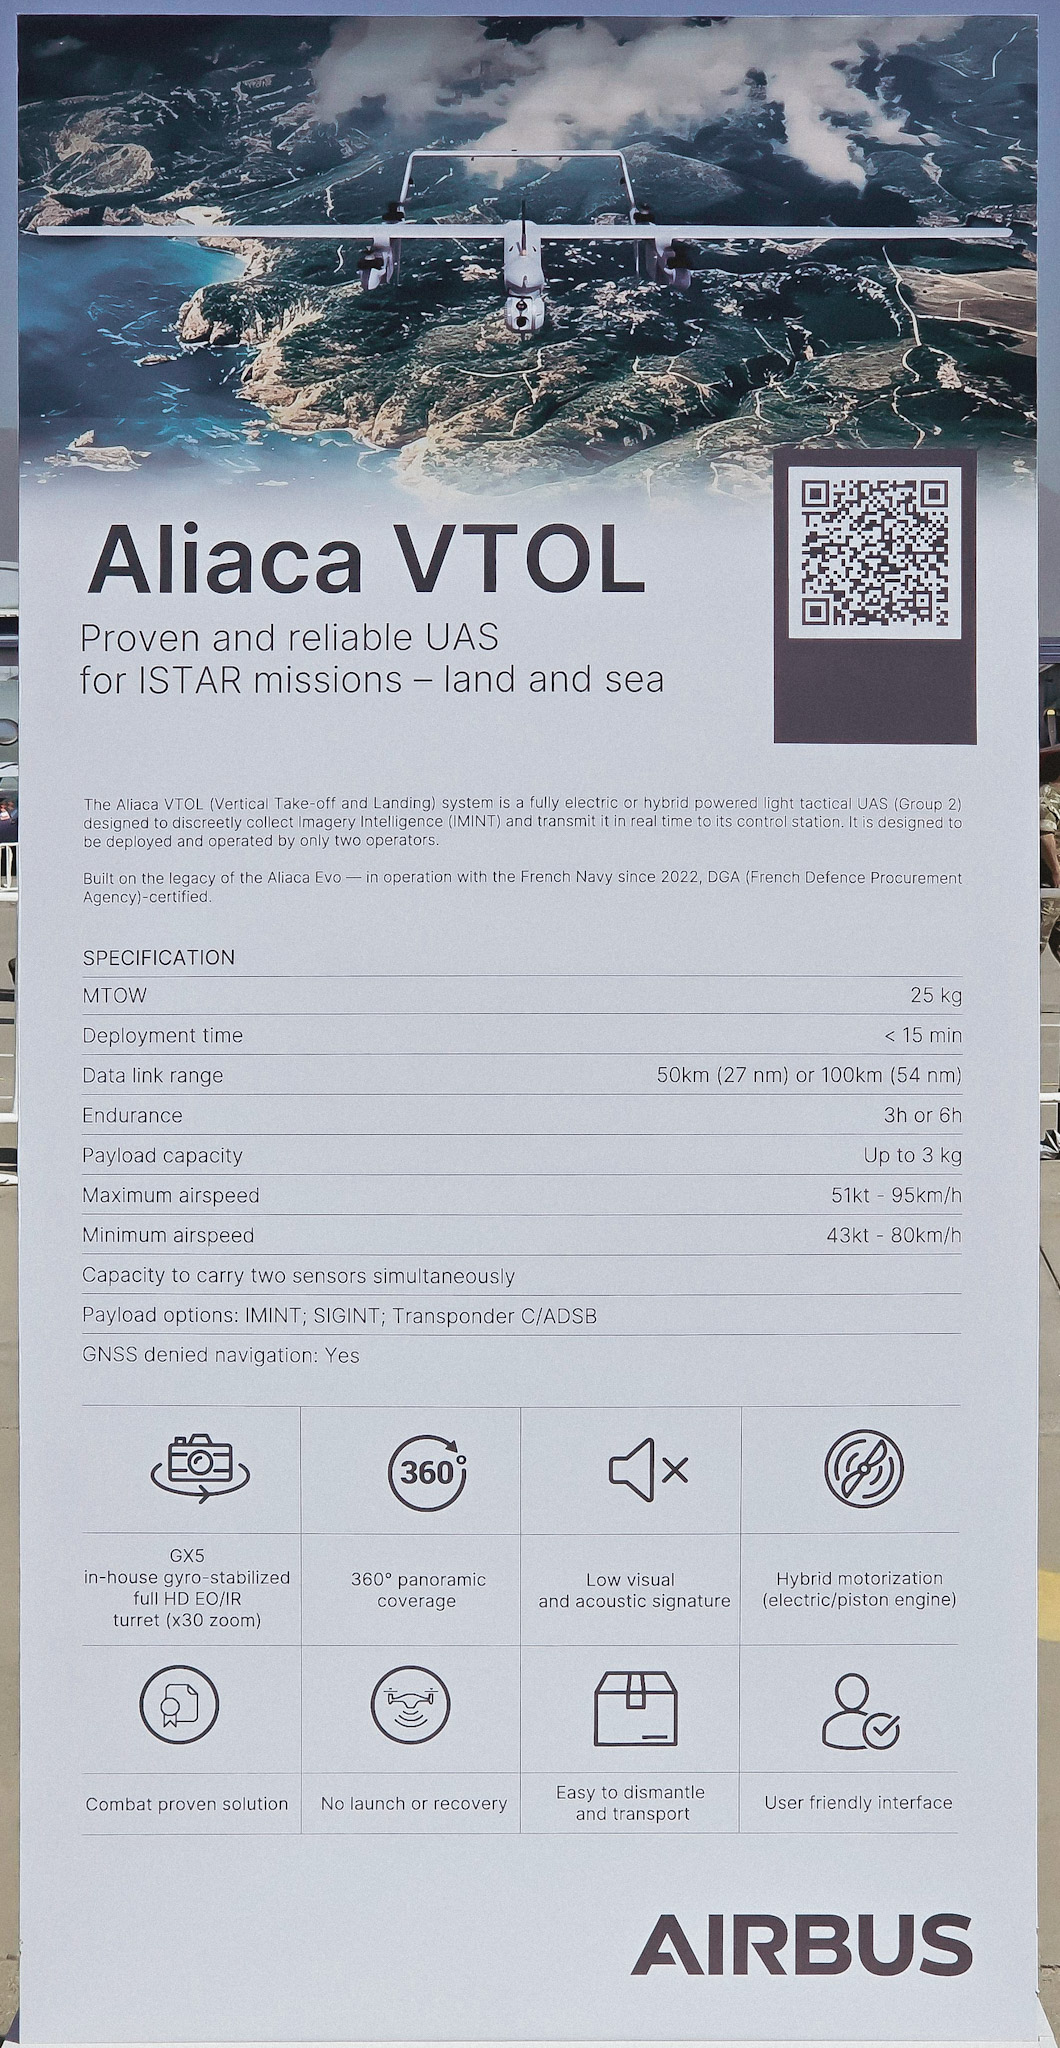 Aliaca VTOL
Proven and reliable UAS
for ISTAR missions – land and sea
The Aliaca VTOL (Vertical Take-off and Landing) system is a fully electric or hybrid powered light tactical UAS (Group 2)
designed to discreetly collect Imagery Intelligence (IMINT) and transmit it in real time to its control station. It is designed to
be deployed and operated by only two operators.
Built on the legacy of the Aliaca Evo — in operation with the French Navy since 2022, DGA (French Defence Procurement
Agency)-certified.
SPECIFICATION
MTOW 25 kg
Deployment time < 15 min
Data link range 50km (27 nm) or 100km (54 nm)
Endurance 3h or 6h
Payload capacity Up to 3 kg
Maximum airspeed 51kt - 95km/h
Minimum airspeed 43kt - 80km/h
Capacity to carry two sensors simultaneously
Payload options: IMINT; SIGINT; Transponder C/ADSB
GNSS denied navigation: Yes
360°
GX5
in-house gyro-stabilized
full HD EO/IR
turret (x30 zoom)
360° panoramic
coverage
Low visual
and acoustic signature
Hybrid motorization
(electric/piston engine)
Combat proven solution
No launch or recovery
Easy to dismantle
and transport
User friendly interface
AIRBUS